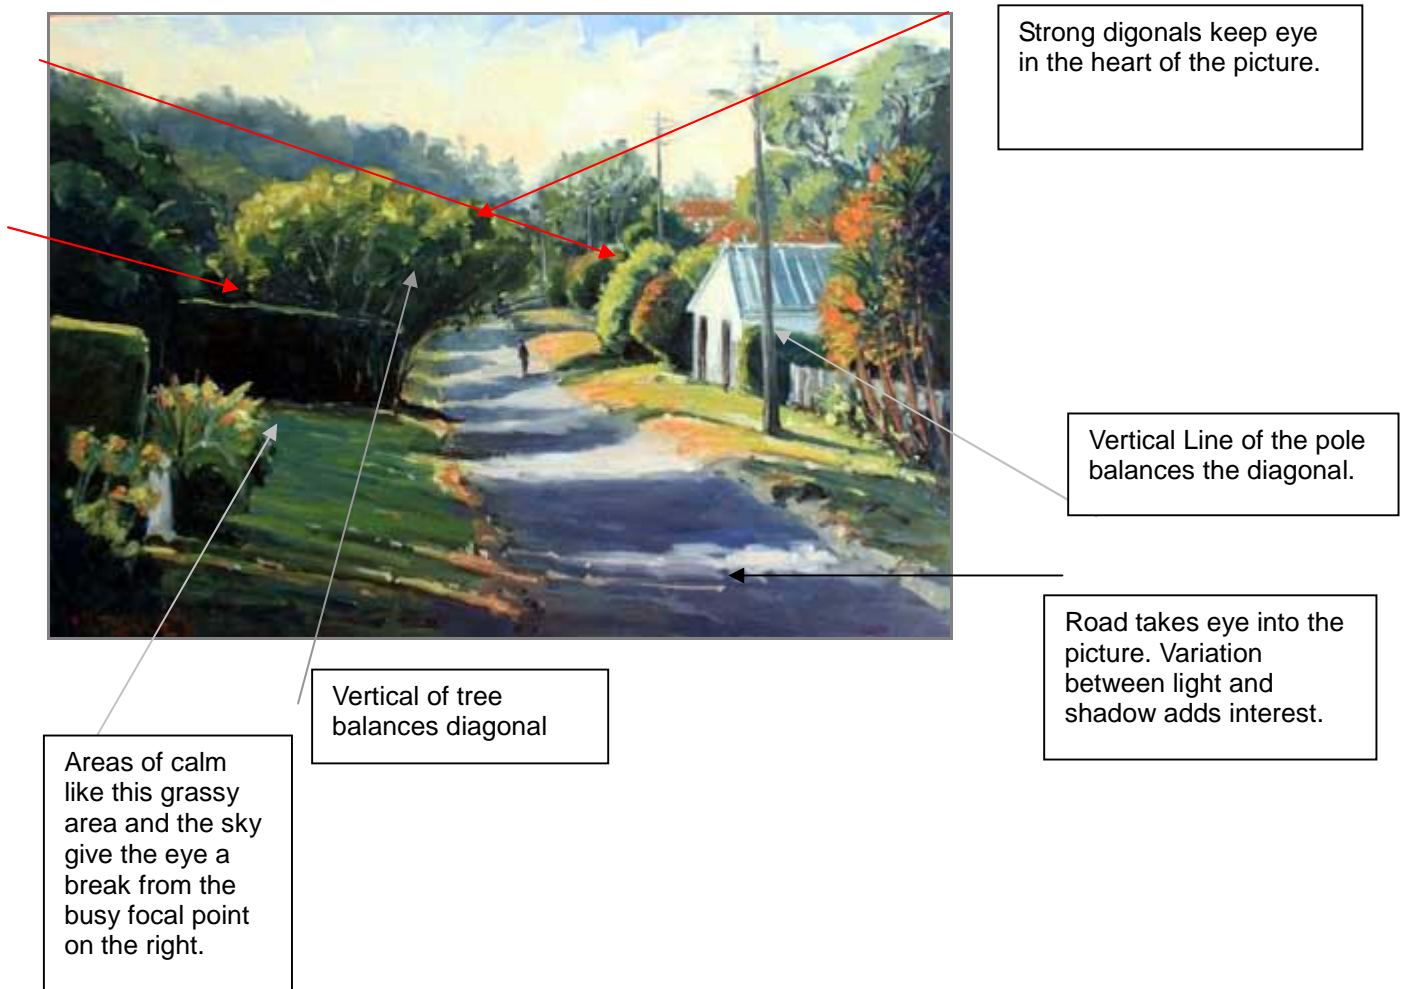 Strong digonals keep eye
in the heart of the picture.
Vertical Line of the pole
balances the diagonal.
Road takes eye into the
picture. Variation
between light and
shadow adds interest.
Vertical of tree
balances diagonal
Areas of calm
like this grassy
area and the sky
give the eye a
break from the
busy focal point
on the right.